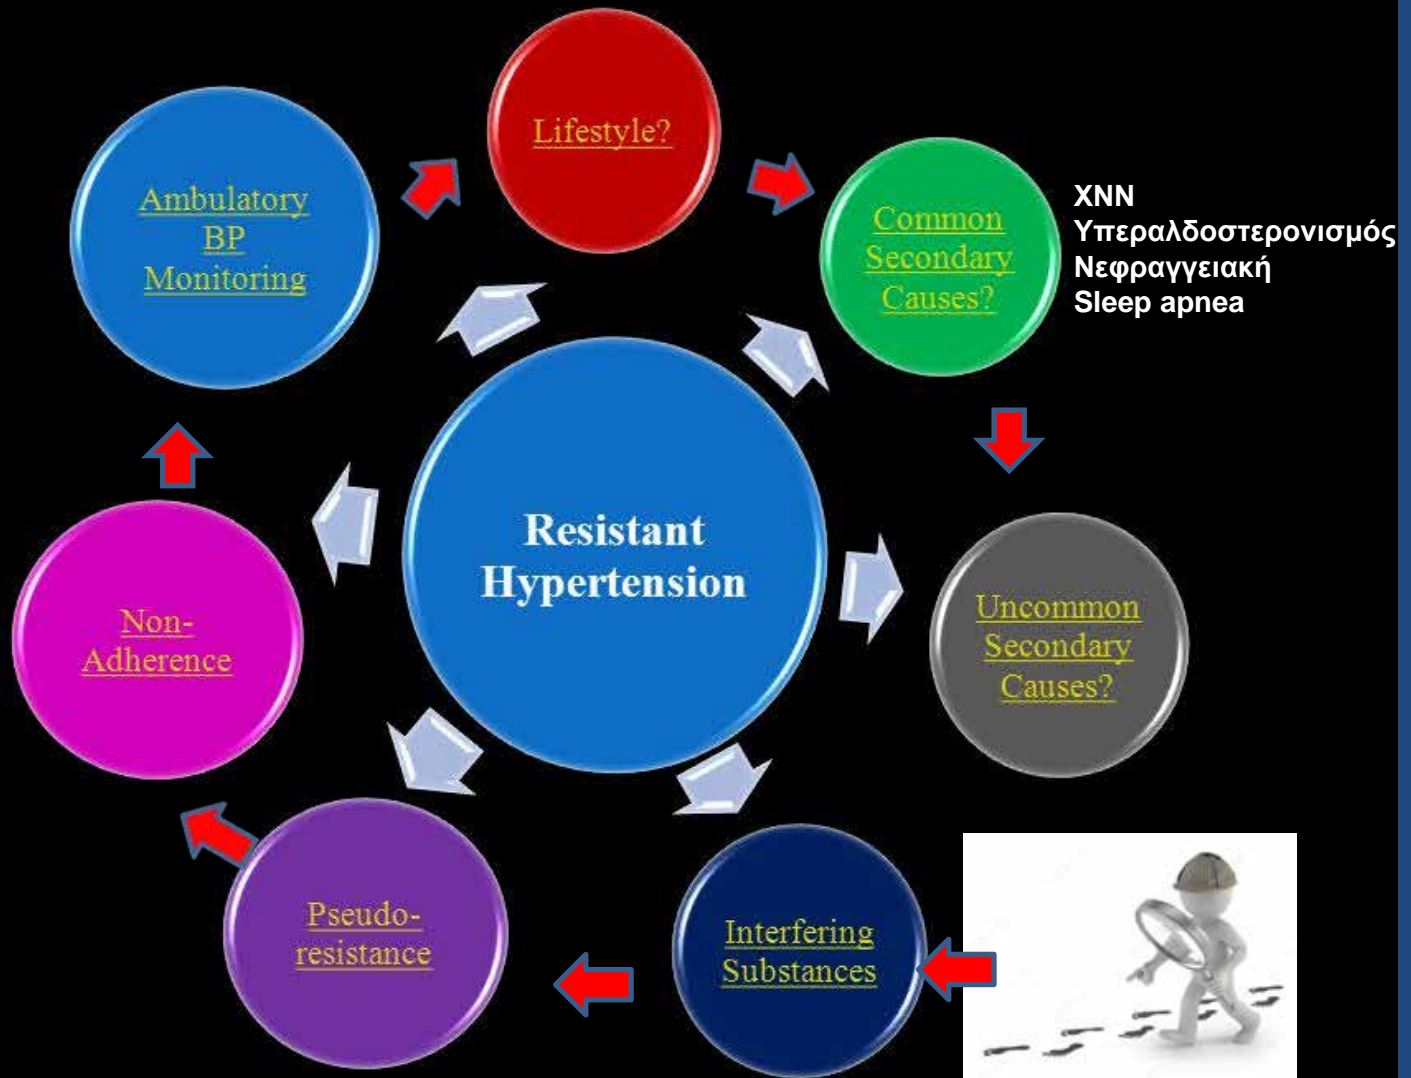 Lifestyle?
Ambulatory
BP
Monitoring
Common
Secondary
Causes?
ΧΝΝ
Υπεραλδοστερονισμός
Νεφραγγειακή
Sleep apnea
Resistant
Hypertension
Uncommon
Secondary
Causes?
Non-
Adherence
Pseudo-
resistance
Interfering
Substances